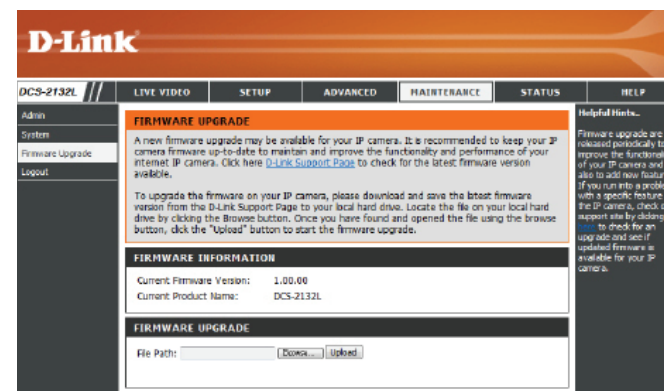 D-Link
DCS-2132L
LIVE VIDEO
SETUP
ADVANCED
MAINTENANCE
STATUS
HELP
Admin
System
Firmware Upgrade
Logout
FIRMWARE UPGRADE
A new firmware upgrade may be available for your IP camera. It is recommended to keep your IP
camera firmware up-to-date to maintain and improve the functionality and performance of your
internet IP camera. Click here D-Link Support Page to check for the latest firmware version
available.
To upgrade the firmware on your IP camera, please download and save the latest firmware
version from the D-Link Support Page to your local hard drive. Locate the file on your local hard
drive by clicking the Browse button. Once you have found and opened the file using the browse
button, click the "Upload" button to start the firmware upgrade.
FIRMWARE INFORMATION
Current Firmware Version: 1.00.00
Current Product Name: DCS-2132L
FIRMWARE UPGRADE
File Path: Browse... Upload
Helpful Hints..
Firmware upgrade are
released periodically to
improve the functional
of your IP camera and
also to add new featur
If you run into a proble
with a specific feature
the IP camera, check
support site by clicking
here to check for an
upgrade and see if
updated firmware is
available for your IP
camera.